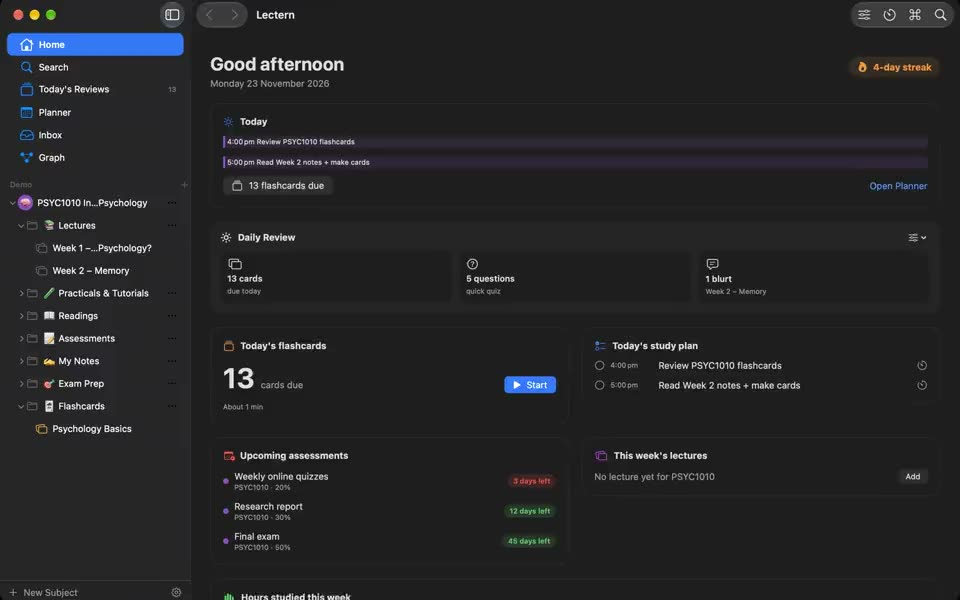 Lectern
Home
Search
Today's Reviews 13
Planner
Inbox
Graph
Demo
PSYC1010 In...Psychology
Lectures
Week 1 –...Psychology?
Week 2 – Memory
Practicals & Tutorials
Readings
Assessments
My Notes
Exam Prep
Flashcards
Psychology Basics
New Subject
Good afternoon
Monday 23 November 2026
4-day streak
Today
4:00 pm Review PSYC1010 flashcards
5:00 pm Read Week 2 notes + make cards
13 flashcards due
Open Planner
Daily Review
13 cards
due today
5 questions
quick quiz
1 blurt
Week 2 – Memory
Today's flashcards
13 cards due
About 1 min
Start
Today's study plan
4:00 pm Review PSYC1010 flashcards
5:00 pm Read Week 2 notes + make cards
Upcoming assessments
Weekly online quizzes
PSYC1010 · 20%
3 days left
Research report
PSYC1010 · 30%
12 days left
Final exam
PSYC1010 · 50%
45 days left
This week's lectures
No lecture yet for PSYC1010
Add
Hours studied this week